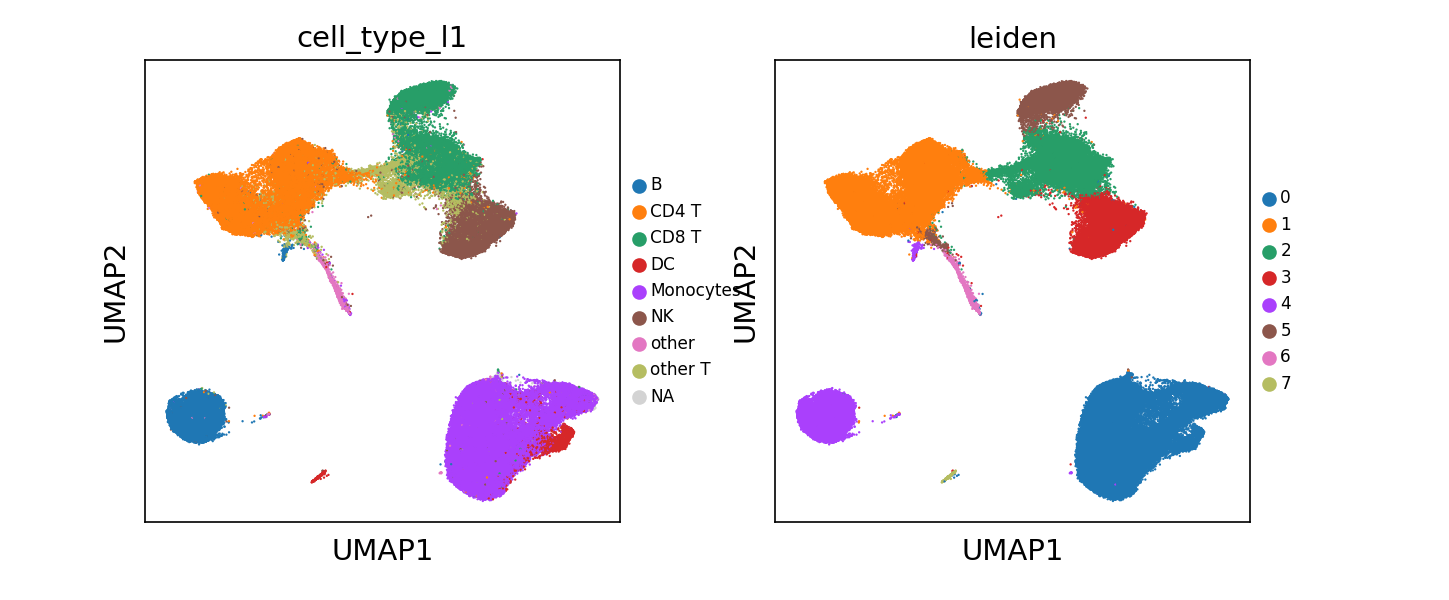 cell_type_l1
UMAP2
UMAP1
B
CD4 T
CD8 T
DC
Monocytes
NK
other
other T
NA
leiden
UMAP2
UMAP1
0
1
2
3
4
5
6
7